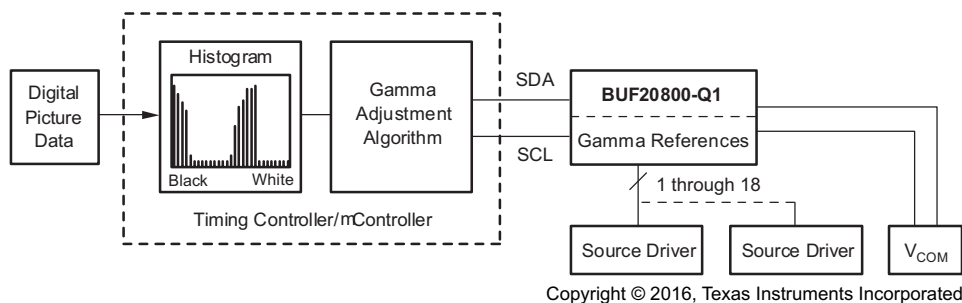 Digital
Picture
Data
Histogram
Black
White
Gamma
Adjustment
Algorithm
Timing Controller/mController
SDA
SCL
BUF20800-Q1
Gamma References
1 through 18
Source Driver
Source Driver
VCOM
Copyright © 2016, Texas Instruments Incorporated